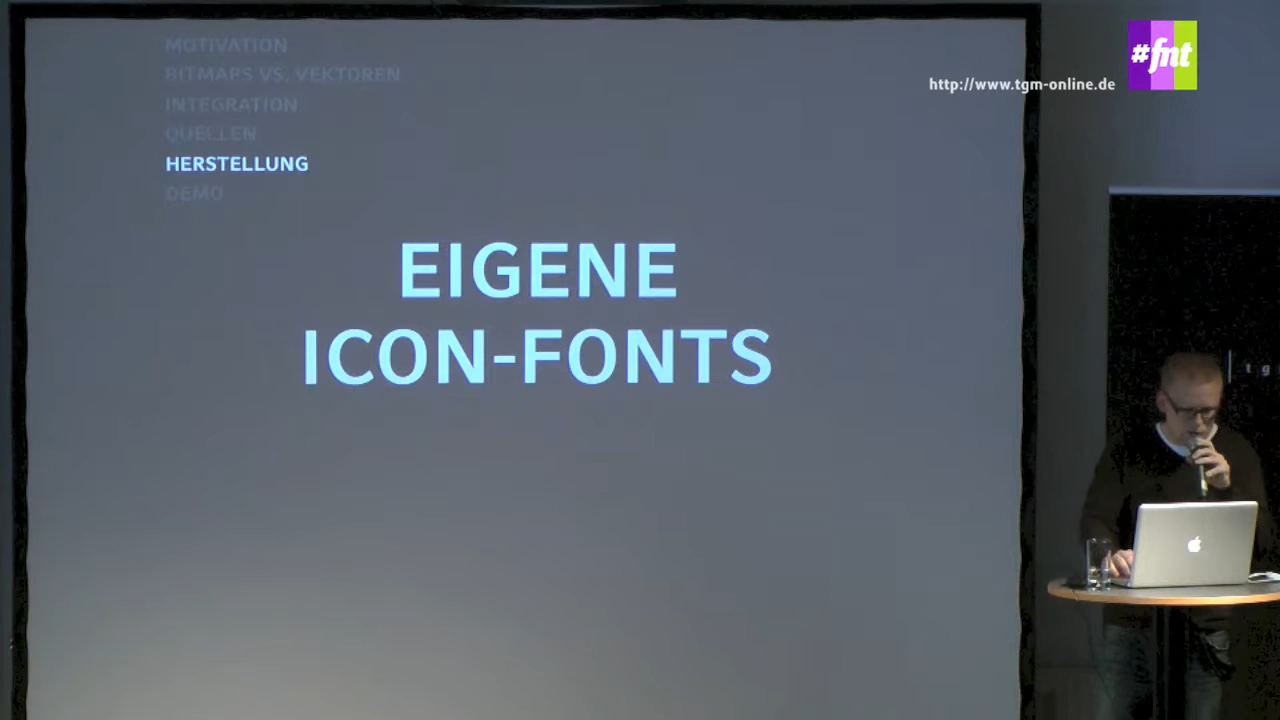 MOTIVATION
BITMAPS VS. VEKTOREN
INTEGRATION
QUELLEN
HERSTELLUNG
DEMO
EIGENE
ICON-FONTS
http://www.tgm-online.de
#fnt
t g